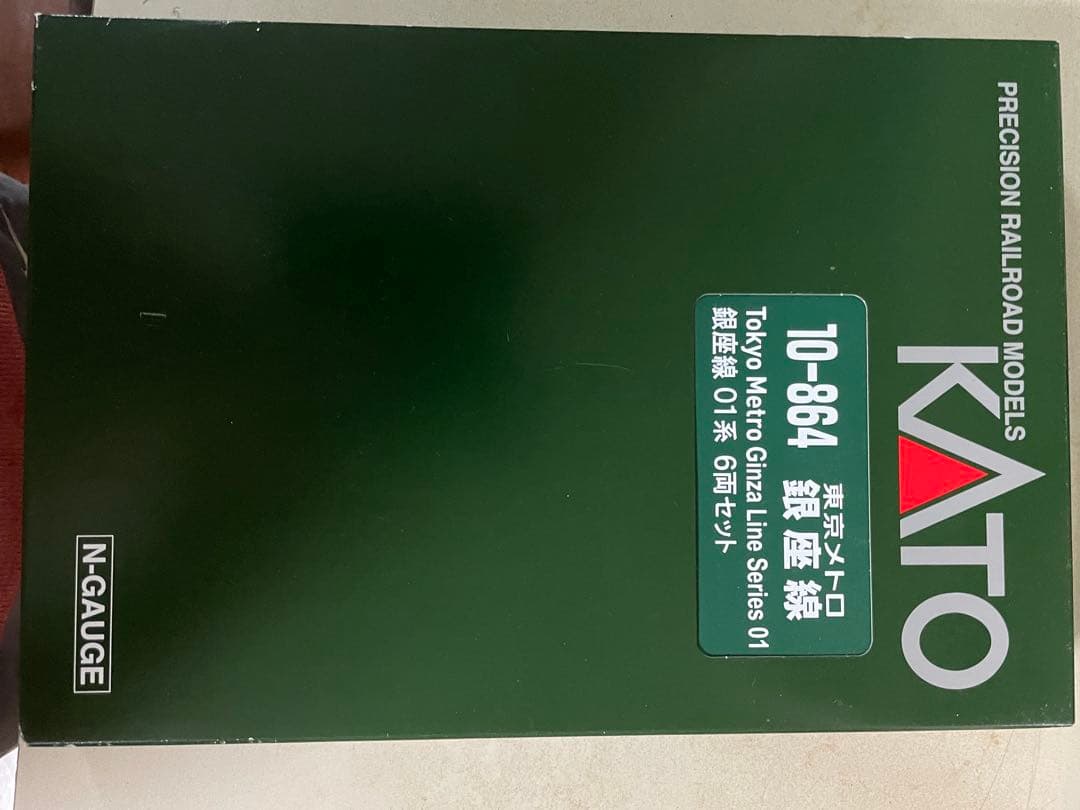 PRECISION RAILROAD MODELS
KATO
10-864 東京メトロ 銀座線
Tokyo Metro Ginza Line Series 01
銀座線 01系 6両セット
N-GAUGE